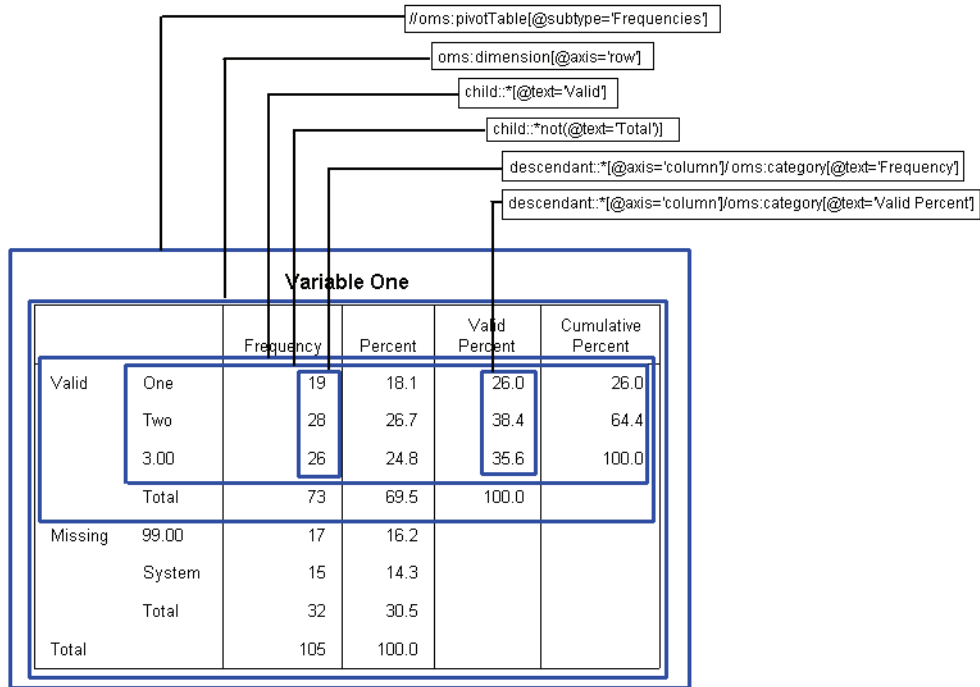 //oms:pivotTable[@subtype='Frequencies']
oms:dimension[@axis='row']
child::*[@text='Valid']
child::*not(@text='Total')]
descendant::*[@axis='column']/ oms:category[@text='Frequency']
descendant::*[@axis='column']/oms:category[@text='Valid Percent']
Variable One
Frequency Percent Valid Percent Cumulative Percent
Valid One 19 18.1 26.0 26.0
Two 28 26.7 38.4 64.4
3.00 26 24.8 35.6 100.0
Total 73 69.5 100.0
Missing 99.00 17 16.2
System 15 14.3
Total 32 30.5
Total 105 100.0